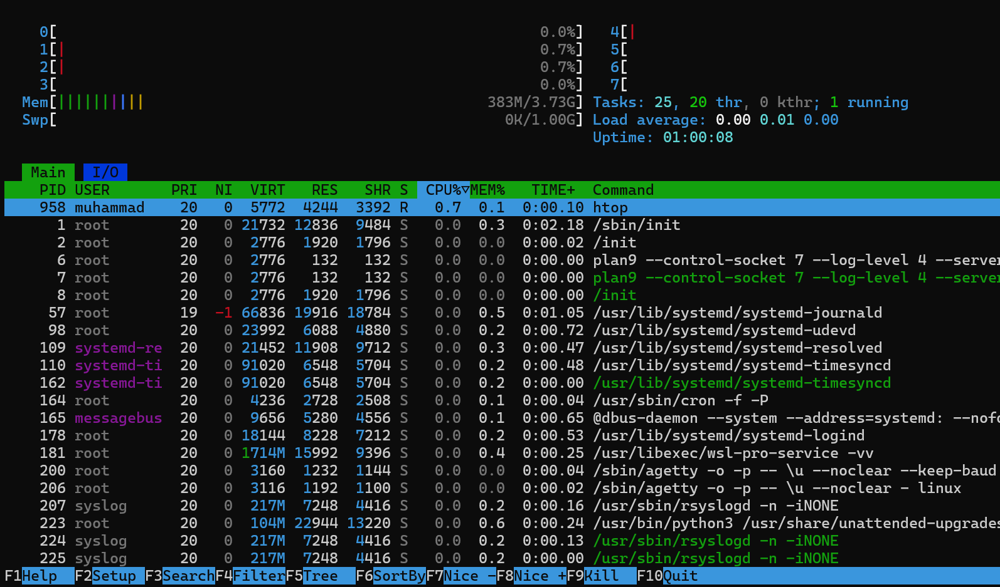 0[ 0.0%] 4[|
1[| 0.7%] 5[
2[| 0.7%] 6[
3[ 0.0%] 7[
Mem[|||||||||| 383M/3.73G] Tasks: 25, 20 thr, 0 kthr; 1 running
Swp[ 0K/1.00G] Load average: 0.00 0.01 0.00
Uptime: 01:00:08
Main I/O
PID USER PRI NI VIRT RES SHR S CPU%▽MEM% TIME+ Command
958 muhammad 20 0 5772 4244 3392 R 0.7 0.1 0:00.10 htop
1 root 20 0 21732 12836 9484 S 0.0 0.3 0:02.18 /sbin/init
2 root 20 0 2776 1920 1796 S 0.0 0.0 0:00.02 /init
6 root 20 0 2776 132 132 S 0.0 0.0 0:00.00 plan9 --control-socket 7 --log-level 4 --server
7 root 20 0 2776 132 132 S 0.0 0.0 0:00.00 plan9 --control-socket 7 --log-level 4 --server
8 root 20 0 2776 1920 1796 S 0.0 0.0 0:00.00 /init
57 root 19 -1 66836 19916 18784 S 0.0 0.5 0:01.05 /usr/lib/systemd/systemd-journald
98 root 20 0 23992 6088 4880 S 0.0 0.2 0:00.72 /usr/lib/systemd/systemd-udevd
109 systemd-re 20 0 21452 11908 9712 S 0.0 0.3 0:00.47 /usr/lib/systemd/systemd-resolved
110 systemd-ti 20 0 91020 6548 5704 S 0.0 0.2 0:00.48 /usr/lib/systemd/systemd-timesyncd
162 systemd-ti 20 0 91020 6548 5704 S 0.0 0.2 0:00.00 /usr/lib/systemd/systemd-timesyncd
164 root 20 0 4236 2728 2508 S 0.0 0.1 0:00.04 /usr/sbin/cron -f -P
165 messagebus 20 0 9656 5280 4556 S 0.0 0.1 0:00.65 @dbus-daemon --system --address=systemd: --nofo
178 root 20 0 18144 8228 7212 S 0.0 0.2 0:00.53 /usr/lib/systemd/systemd-logind
181 root 20 0 1714M 15992 9396 S 0.0 0.4 0:00.25 /usr/libexec/wsl-pro-service -vv
200 root 20 0 3160 1232 1144 S 0.0 0.0 0:00.04 /sbin/agetty -o -p -- \u --noclear --keep-baud
206 root 20 0 3116 1192 1100 S 0.0 0.0 0:00.02 /sbin/agetty -o -p -- \u --noclear - linux
207 syslog 20 0 217M 7248 4416 S 0.0 0.2 0:00.16 /usr/sbin/rsyslogd -n -iNONE
223 root 20 0 104M 22944 13220 S 0.0 0.6 0:00.24 /usr/bin/python3 /usr/share/unattended-upgrades
224 syslog 20 0 217M 7248 4416 S 0.0 0.2 0:00.13 /usr/sbin/rsyslogd -n -iNONE
225 syslog 20 0 217M 7248 4416 S 0.0 0.2 0:00.00 /usr/sbin/rsyslogd -n -iNONE
F1Help F2Setup F3SearchF4FilterF5Tree F6SortByF7Nice -F8Nice +F9Kill F10Quit